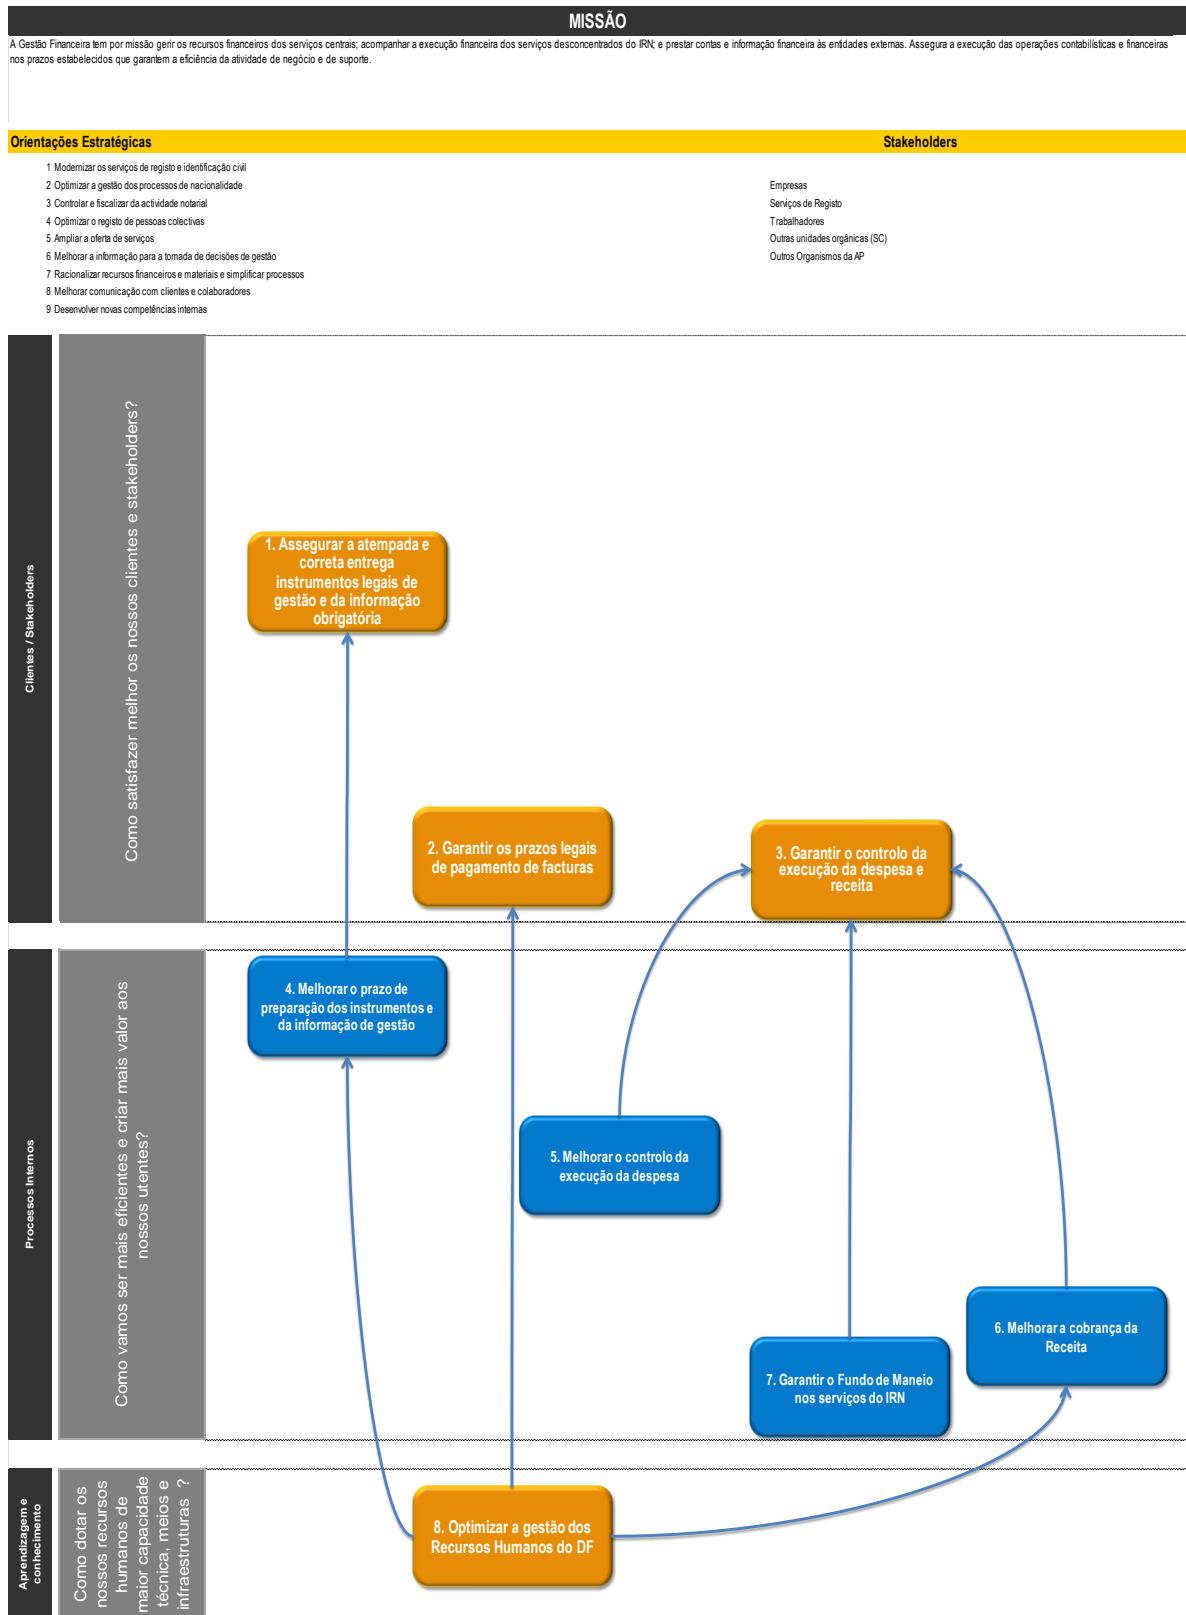 MISSÃO
A Gestão Financeira tem por missão gerir os recursos financeiros dos serviços centrais; acompanhar a execução financeira dos serviços desconcentrados do IRN; e prestar contas e informação financeira às entidades externas. Assegura a execução das operações contabilísticas e financeiras
nos prazos estabelecidos que garantem a eficiência da atividade de negócio e de suporte.
Orientações Estratégicas
Stakeholders
1 Modernizar os serviços de registo e identificação civil
2 Optimizar a gestão dos processos de nacionalidade
3 Controlar e fiscalizar da actividade notarial
4 Optimizar o registo de pessoas colectivas
5 Ampliar a oferta de serviços
6 Melhorar a informação para a tomada de decisões de gestão
7 Racionalizar recursos financeiros e materiais e simplificar processos
8 Melhorar comunicação com clientes e colaboradores
9 Desenvolver novas competências internas
Empresas
Serviços de Registo
Trabalhadores
Outras unidades orgânicas (SC)
Outros Organismos da AP
Clientes / Stakeholders
Como satisfazer melhor os nossos clientes e stakeholders?
1. Assegurar a atempada e
correta entrega
instrumentos legais de
gestão e da informação
obrigatória
2. Garantir os prazos legais
de pagamento de facturas
3. Garantir o controlo da
execução da despesa e
receita
Processos Internos
Como vamos ser mais eficientes e criar mais valor aos
nossos utentes?
4. Melhorar o prazo de
preparação dos instrumentos e
da informação de gestão
5. Melhorar o controlo da
execução da despesa
6. Melhorar a cobrança da
Receita
7. Garantir o Fundo de Maneio
nos serviços do IRN
Aprendizagem e
conhecimento
Como dotar os
nossos recursos
humanos de
maior capacidade
técnica, meios e
infraestruturas ?
8. Optimizar a gestão dos
Recursos Humanos do DF